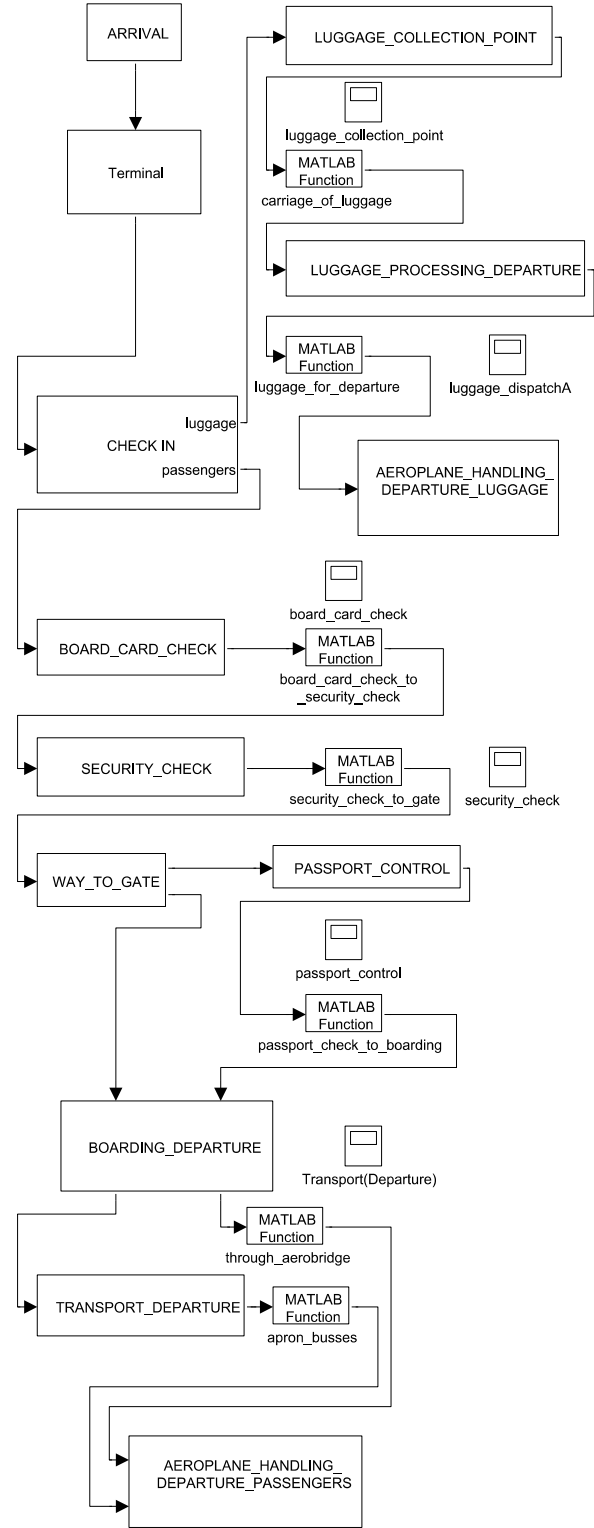 ARRIVAL
LUGGAGE_COLLECTION_POINT
luggage_collection_point
Terminal
MATLAB
Function
carriage_of_luggage
LUGGAGE_PROCESSING_DEPARTURE
MATLAB
Function
luggage_for_departure
luggage_dispatchA
luggage
CHECK IN
passengers
AEROPLANE_HANDLING_
DEPARTURE_LUGGAGE
board_card_check
BOARD_CARD_CHECK
MATLAB
Function
board_card_check_to
_security_check
SECURITY_CHECK
MATLAB
Function
security_check_to_gate
security_check
WAY_TO_GATE
PASSPORT_CONTROL
passport_control
MATLAB
Function
passport_check_to_boarding
BOARDING_DEPARTURE
Transport(Departure)
MATLAB
Function
through_aerobridge
TRANSPORT_DEPARTURE
MATLAB
Function
apron_busses
AEROPLANE_HANDLING_
DEPARTURE_PASSENGERS